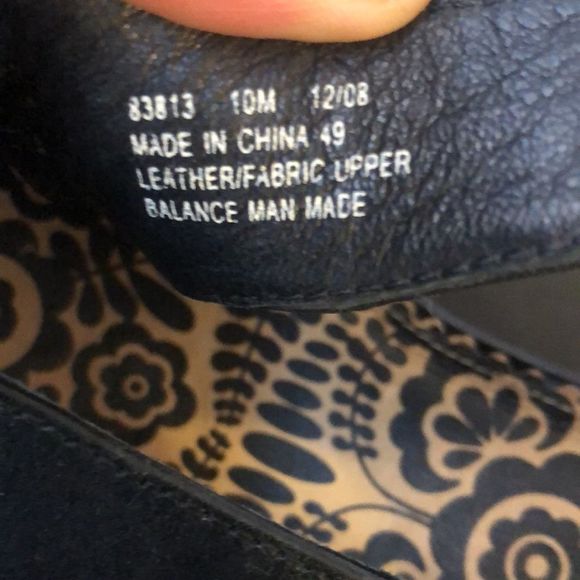 83813 10M 12/08
MADE IN CHINA 49
LEATHER/FABRIC UPPER
BALANCE MAN MADE